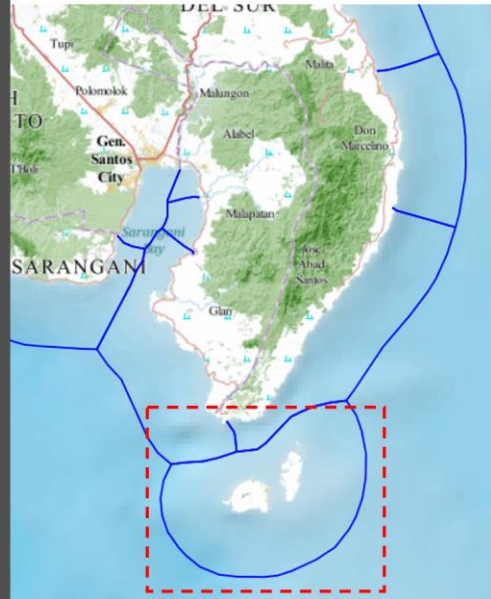 DEL SUR
Tupi
Malita
Polomolok
Malungon
TO
Gen.
Santos
City
Alabel
Don
Marcelino
T'boli
Malapatan
Sarangani
Bay
SARANGANI
Jose
Abad
Santos
Glan